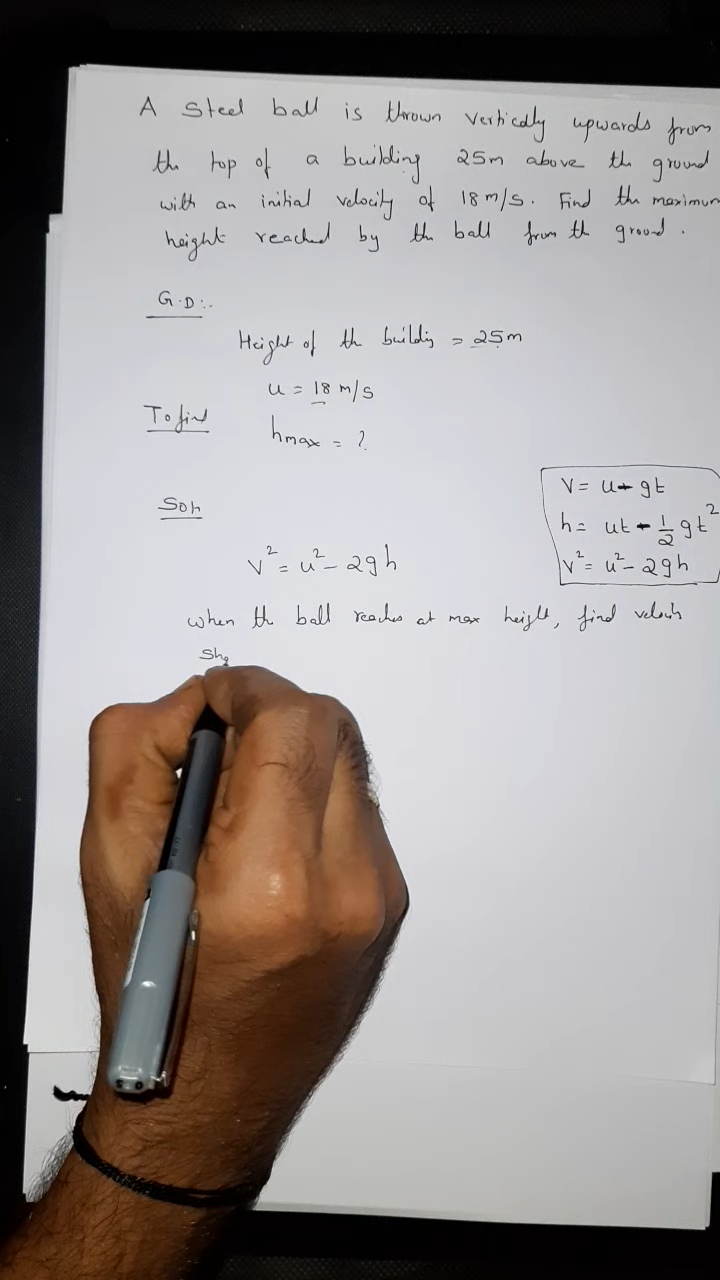 A Steel ball is thrown vertically upwards from
the top of a building 25m above the ground
with an initial velocity of 18 m/s. Find the maximum
height reached by the ball from the ground.
G.D:-
Height of the building = 25m
u = 18 m/s
To find
hmax = ?
Soln
v = u - gt
h = ut - 1/2 gt²
v² = u² - 2gh
v² = u² - 2gh
when the ball reaches at max height, final velocity
sho